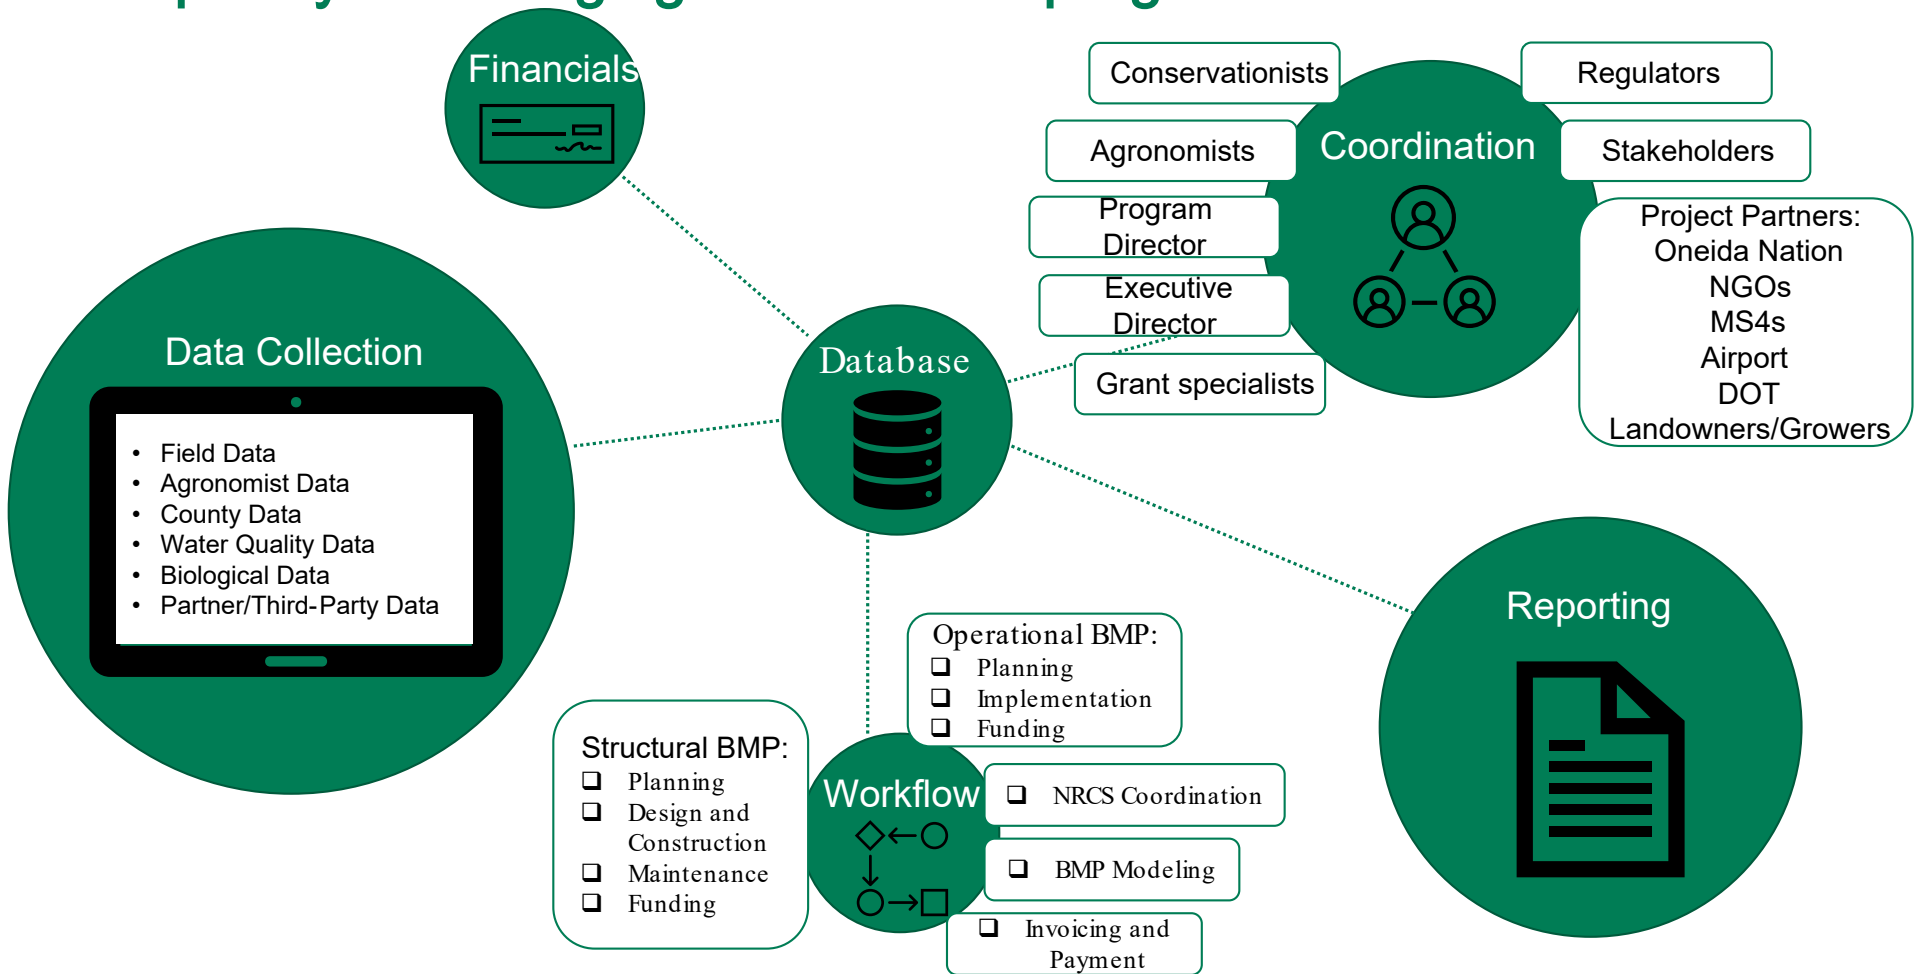 Financials
Conservationists
Regulators
Coordination
Agronomists
Stakeholders
Program
Director
Executive
Director
Grant specialists
Project Partners:
Oneida Nation
NGOs
MS4s
Airport
DOT
Landowners/Growers
Data Collection
• Field Data
• Agronomist Data
• County Data
• Water Quality Data
• Biological Data
• Partner/Third-Party Data
Database
Reporting
Operational BMP:
❑ Planning
❑ Implementation
❑ Funding
Structural BMP:
❑ Planning
❑ Design and
Construction
❑ Maintenance
❑ Funding
Workflow
❑ NRCS Coordination
❑ BMP Modeling
❑ Invoicing and
Payment